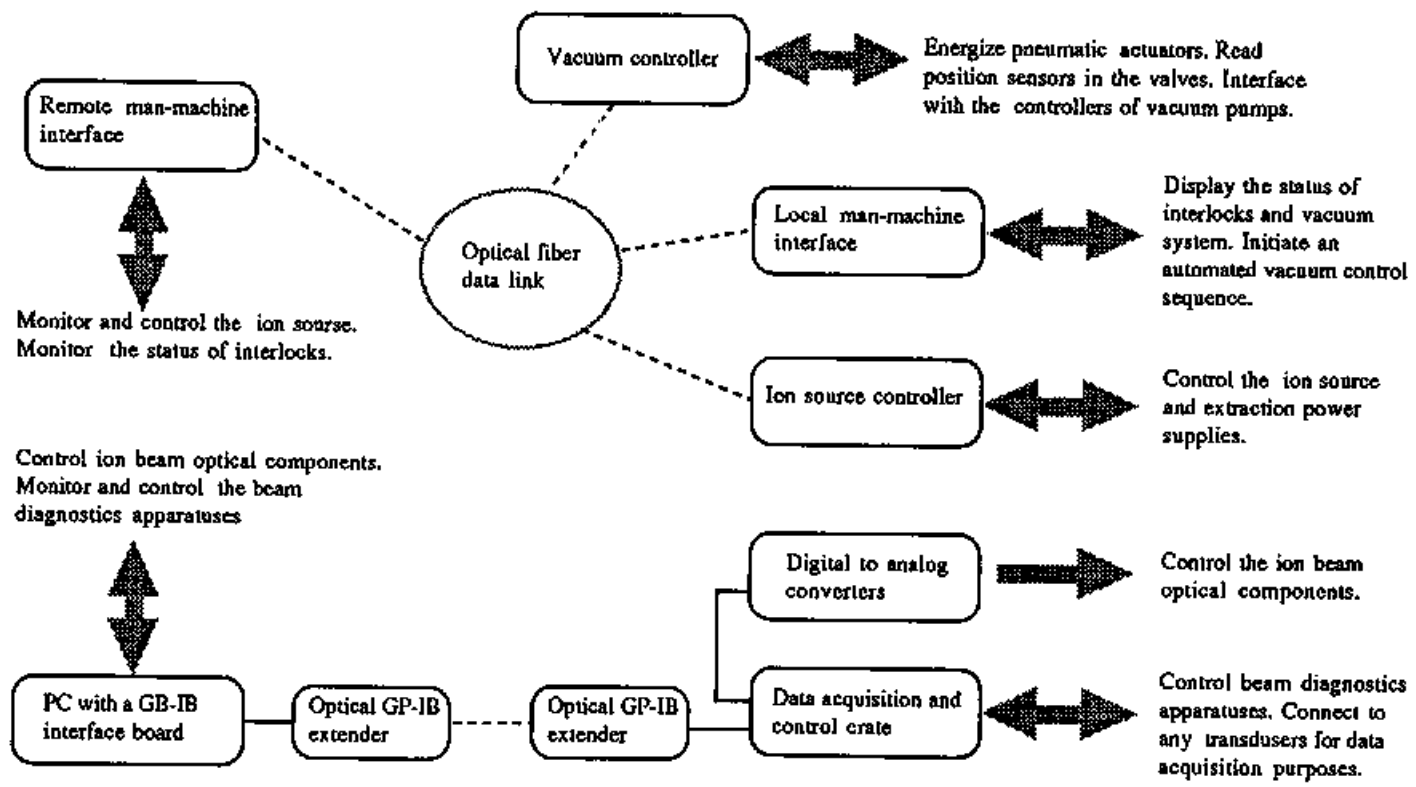 Vacuum controller
Energize pneumatic actuators. Read
position sensors in the valves. Interface
with the controllers of vacuum pumps.
Remote man-machine
interface
Optical fiber
data link
Local man-machine
interface
Display the status of
interlocks and vacuum
system. Initiate an
automated vacuum control
sequence.
Monitor and control the ion sourse.
Monitor the status of interlocks.
Ion source controller
Control the ion source
and extraction power
supplies.
Control ion beam optical components.
Monitor and control the beam
diagnostics apparatuses
Digital to analog
converters
Control the ion beam
optical components.
PC with a GB-IB
interface board
Optical GP-IB
extender
Optical GP-IB
extender
Data acquisition and
control crate
Control beam diagnostics
apparatuses. Connect to
any transdusers for data
acquisition purposes.